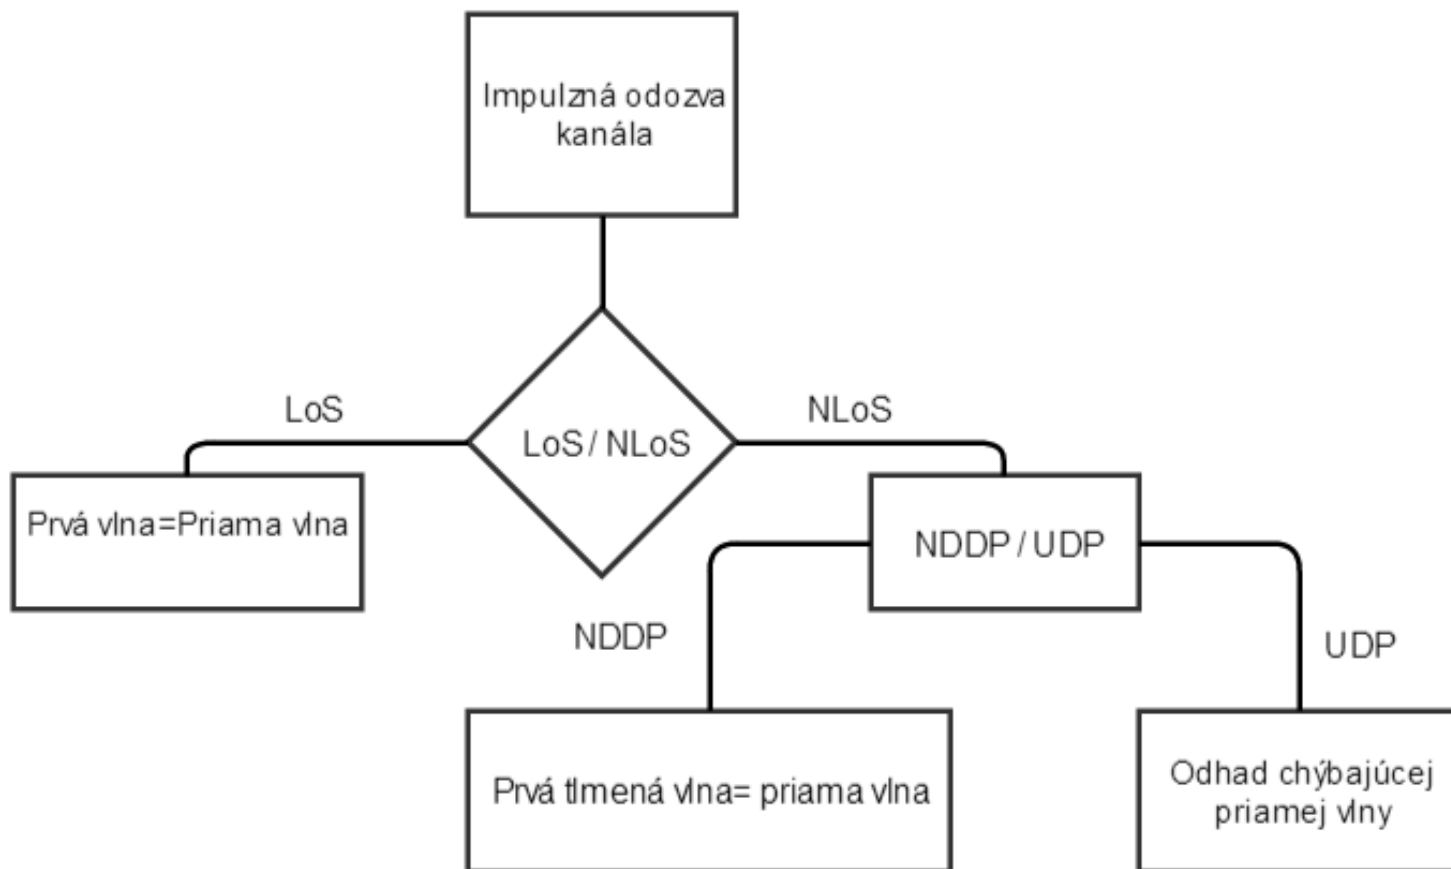 Impulzná odozva
kanála
LoS
NLoS
LoS / NLoS
Prvá vlna=Priama vlna
NDDP / UDP
NDDP
UDP
Prvá tlmená vlna= priama vlna
Odhad chýbajúcej
priamej vlny